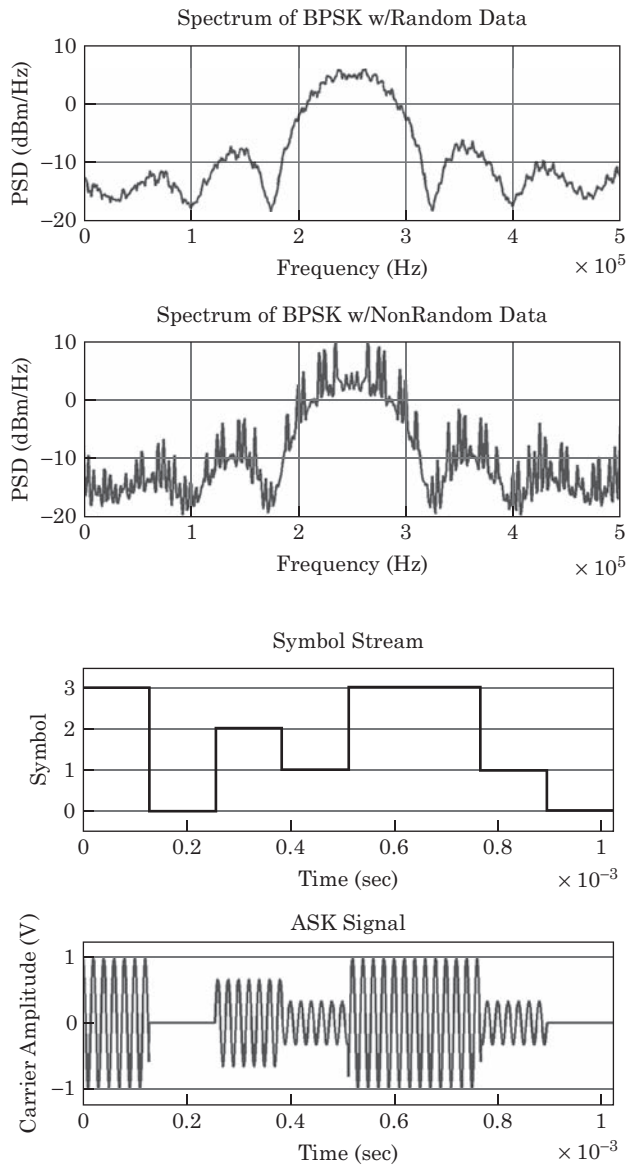 Spectrum of BPSK w/Random Data
10
0
−10
−20
PSD (dBm/Hz)
0 1 2 3 4 5
Frequency (Hz)
× 10⁵
Spectrum of BPSK w/NonRandom Data
10
0
−10
−20
PSD (dBm/Hz)
0 1 2 3 4 5
Frequency (Hz)
× 10⁵
Symbol Stream
3
2
1
0
Symbol
0 0.2 0.4 0.6 0.8 1
Time (sec)
× 10⁻³
ASK Signal
1
0
−1
Carrier Amplitude (V)
0 0.2 0.4 0.6 0.8 1
Time (sec)
× 10⁻³